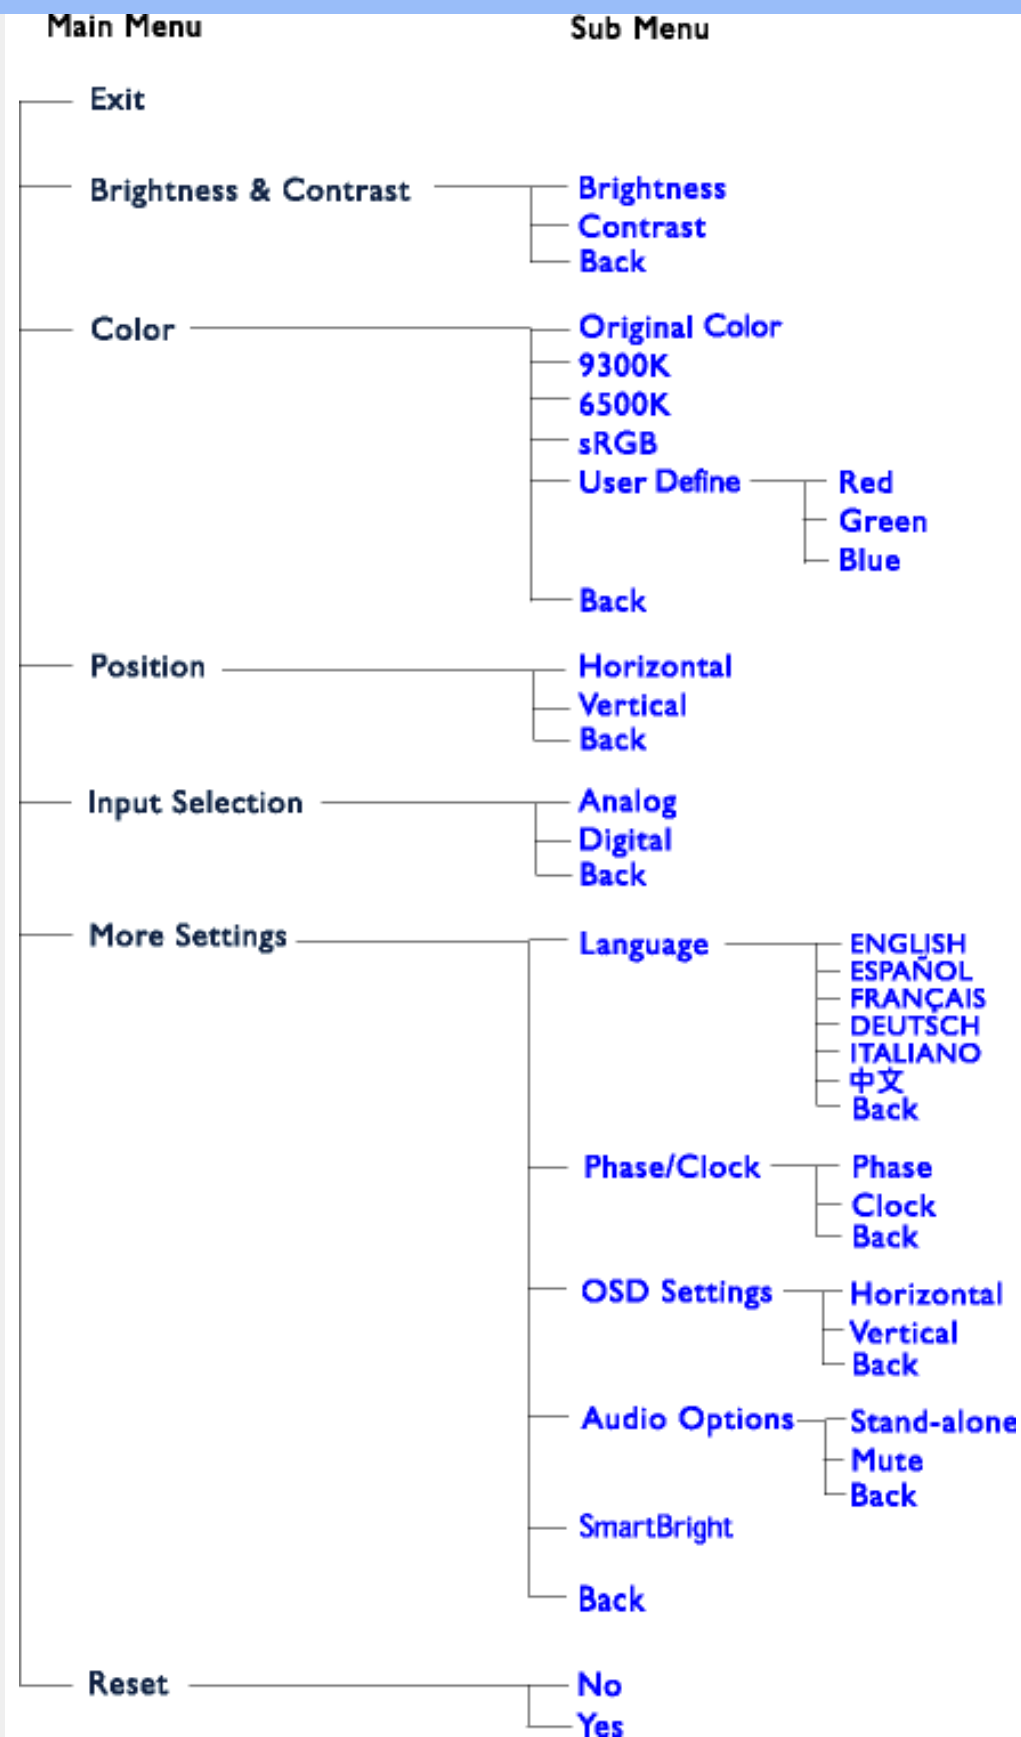 Main Menu Sub Menu
Exit
Brightness & Contrast Brightness
Contrast
Back
Color Original Color
9300K
6500K
sRGB
User Define Red
Green
Blue
Back
Position Horizontal
Vertical
Back
Input Selection Analog
Digital
Back
More Settings Language ENGLISH
ESPAÑOL
FRANÇAIS
DEUTSCH
ITALIANO
中文
Back
Phase/Clock Phase
Clock
Back
OSD Settings Horizontal
Vertical
Back
Audio Options Stand-alone
Mute
Back
SmartBright
Back
Reset No
Yes